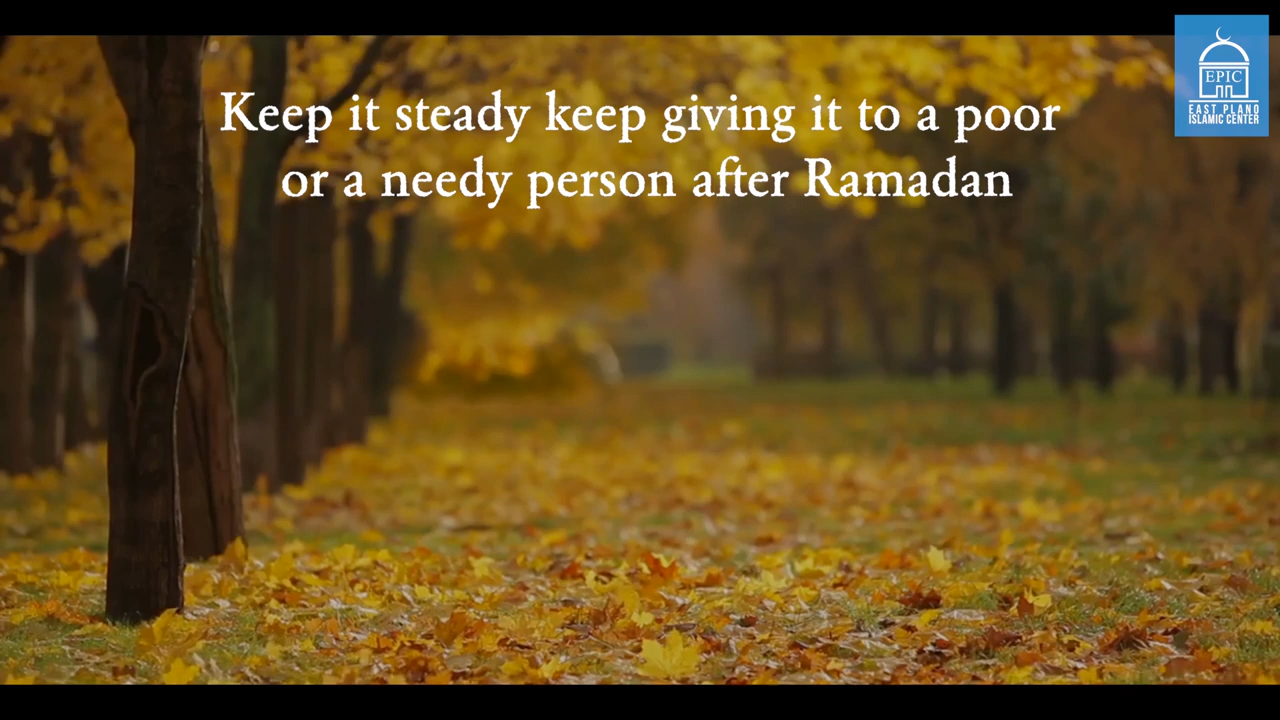 Keep it steady keep giving it to a poor
or a needy person after Ramadan
EPIC
EAST PLANO
ISLAMIC CENTER